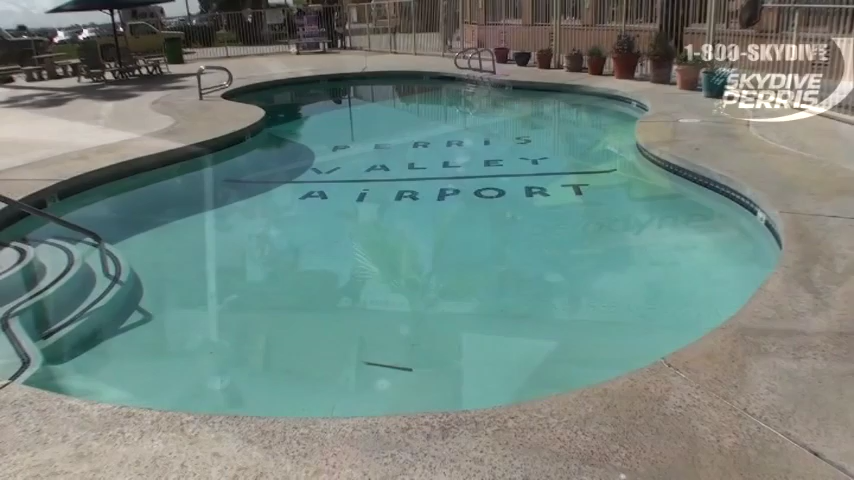 1-800-SKYDIVE
SKYDIVE
PERRIS
PERRIS
VALLEY
AIRPORT